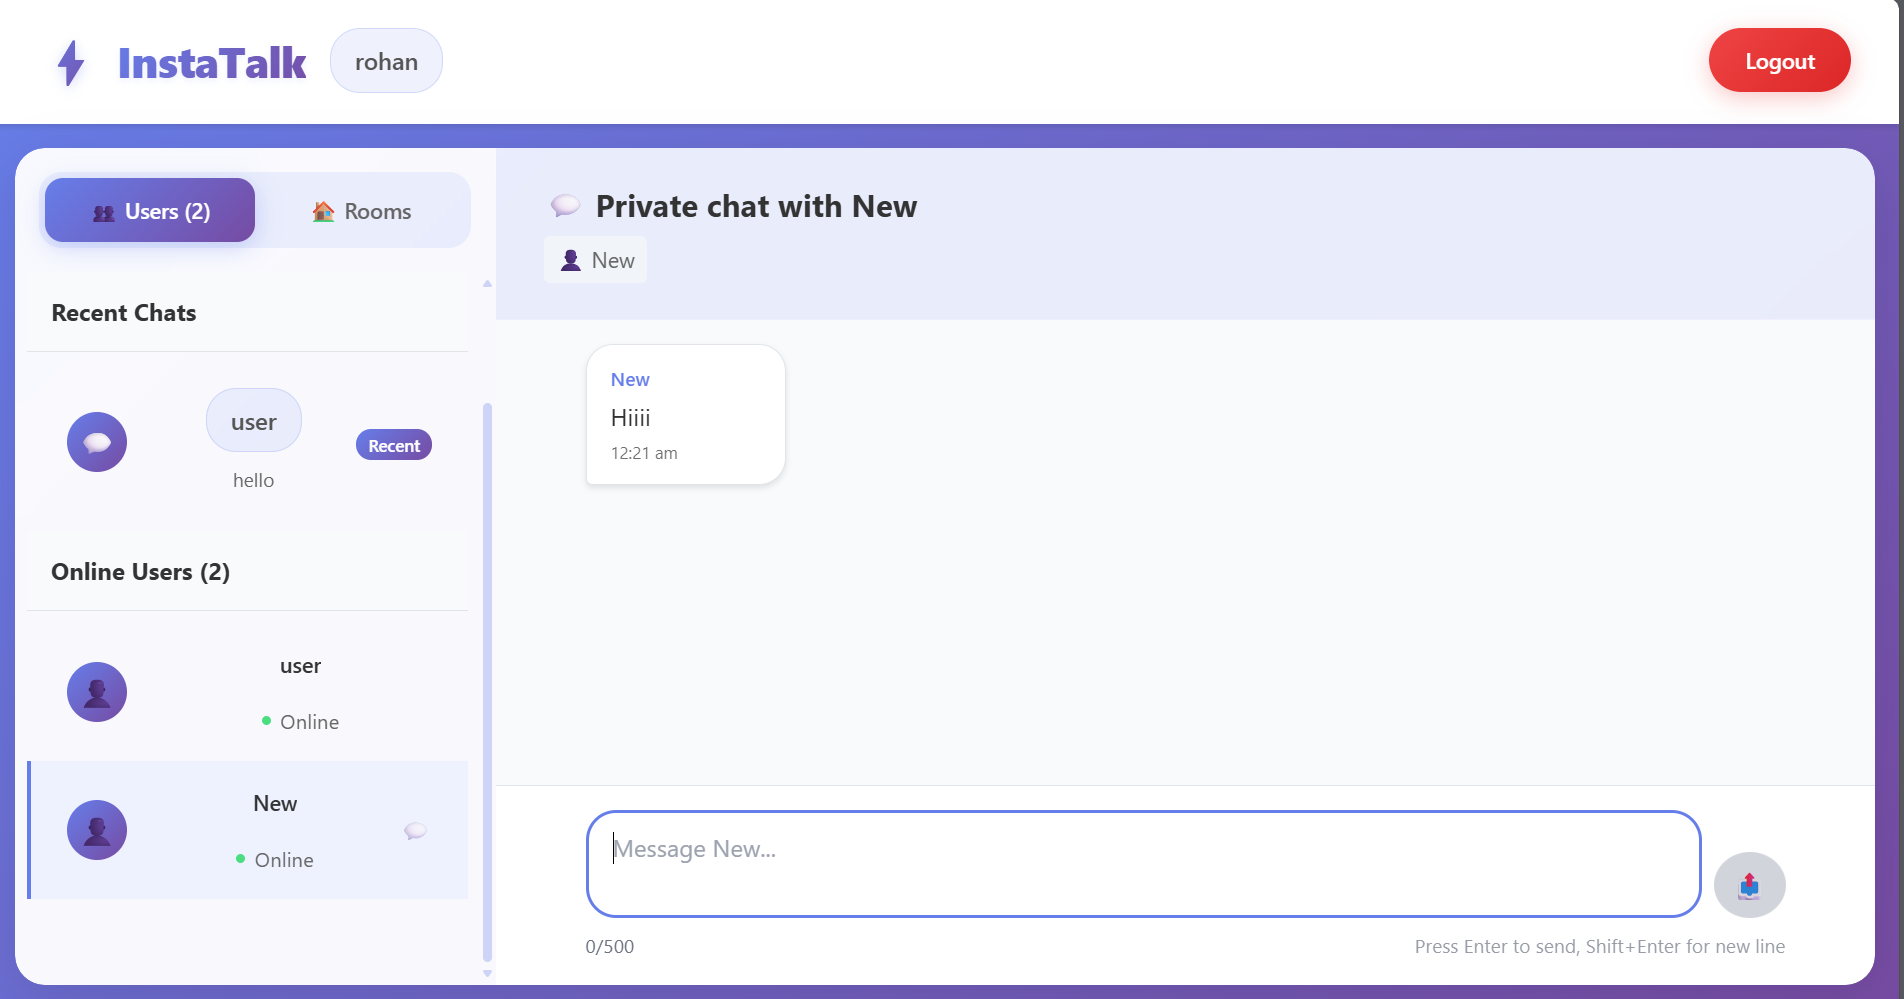 InstaTalk
rohan
Logout
Users (2)
Rooms
Recent Chats
user
hello
Recent
Online Users (2)
user
Online
New
Online
Private chat with New
New
New
Hiiii
12:21 am
Message New...
0/500
Press Enter to send, Shift+Enter for new line